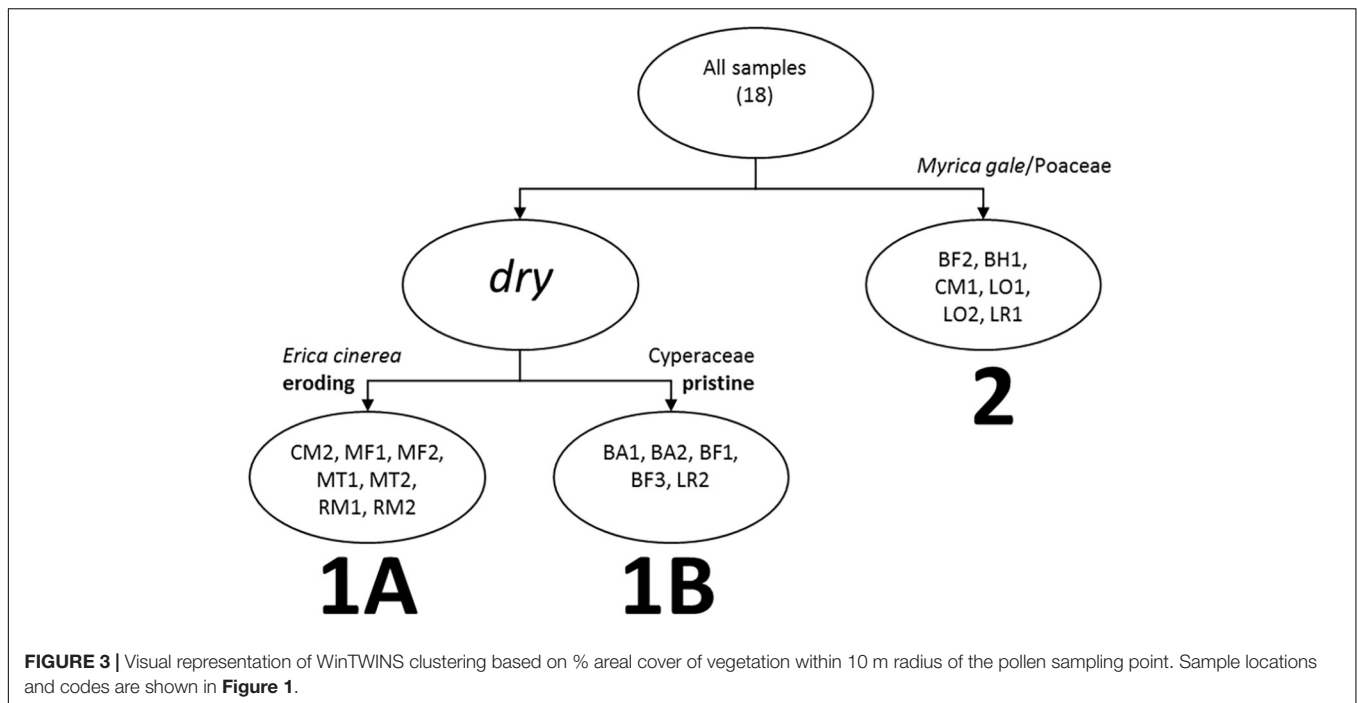 All samples
(18)
Myrica gale/Poaceae
dry
BF2, BH1,
CM1, LO1,
LO2, LR1
2
Erica cinerea
eroding
Cyperaceae
pristine
CM2, MF1, MF2,
MT1, MT2,
RM1, RM2
BA1, BA2, BF1,
BF3, LR2
1A
1B
FIGURE 3 | Visual representation of WinTWINS clustering based on % areal cover of vegetation within 10 m radius of the pollen sampling point. Sample locations
and codes are shown in Figure 1.